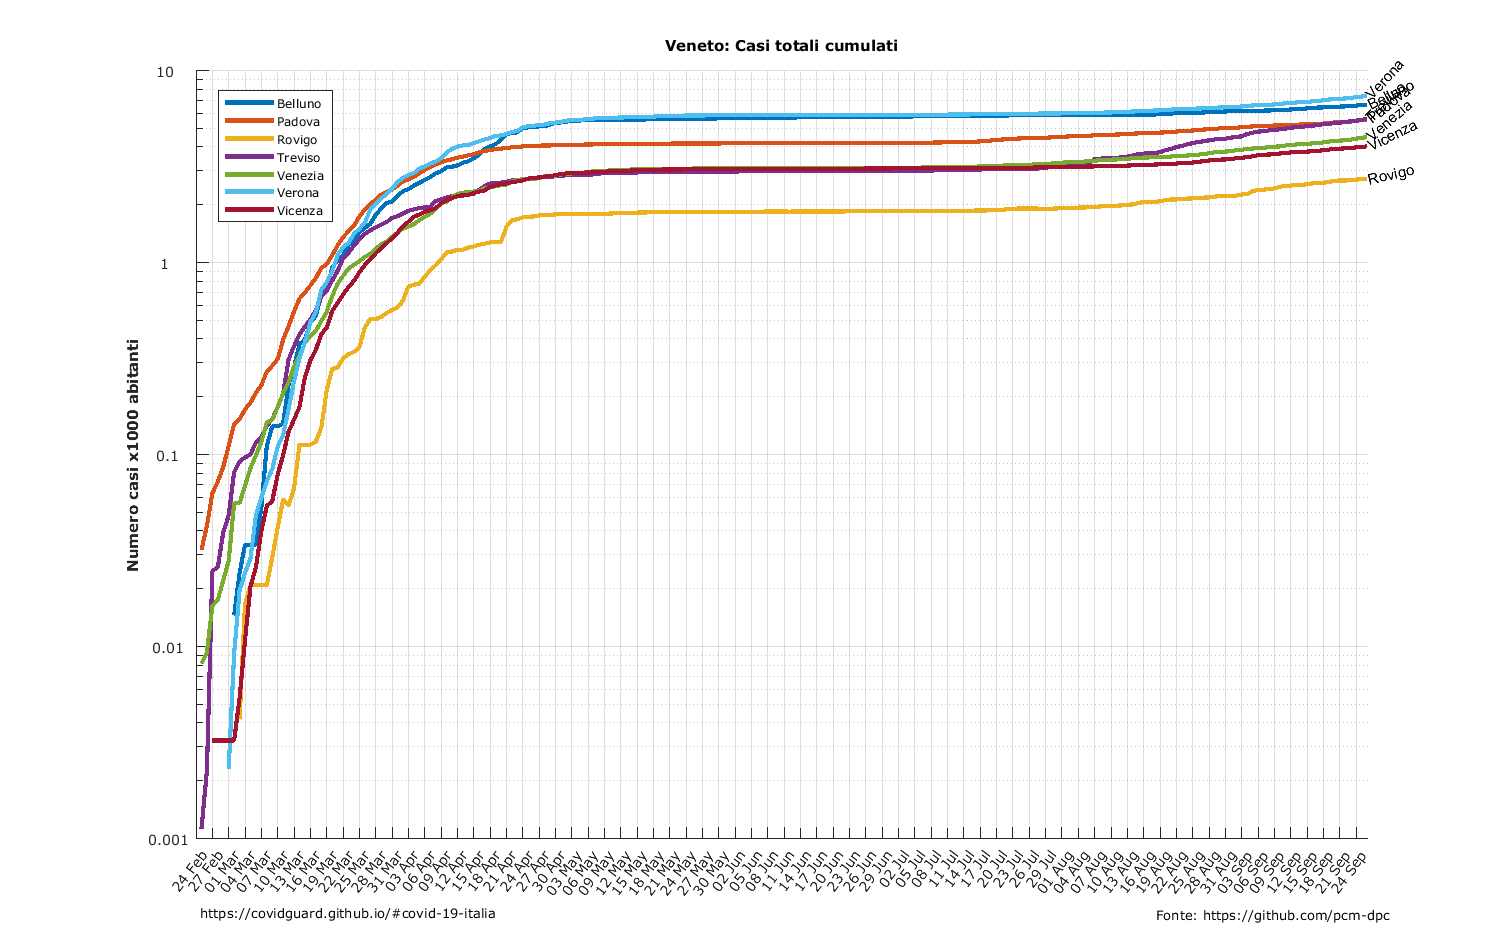 Veneto: Casi totali cumulati
Numero casi x1000 abitanti
10
1
0.1
0.01
0.001
Belluno
Padova
Rovigo
Treviso
Venezia
Verona
Vicenza
Verona
Belluno
Padova
Venezia
Vicenza
Rovigo
24 Feb
27 Feb
01 Mar
04 Mar
07 Mar
10 Mar
13 Mar
16 Mar
19 Mar
22 Mar
25 Mar
28 Mar
31 Mar
03 Apr
06 Apr
09 Apr
12 Apr
15 Apr
18 Apr
21 Apr
24 Apr
27 Apr
30 Apr
03 May
06 May
09 May
12 May
15 May
18 May
21 May
24 May
27 May
30 May
02 Jun
05 Jun
08 Jun
11 Jun
14 Jun
17 Jun
20 Jun
23 Jun
26 Jun
29 Jun
02 Jul
05 Jul
08 Jul
11 Jul
14 Jul
17 Jul
20 Jul
23 Jul
26 Jul
29 Jul
01 Aug
04 Aug
07 Aug
10 Aug
13 Aug
16 Aug
19 Aug
22 Aug
25 Aug
28 Aug
31 Aug
03 Sep
06 Sep
09 Sep
12 Sep
15 Sep
18 Sep
21 Sep
24 Sep
https://covidguard.github.io/#covid-19-italia
Fonte: https://github.com/pcm-dpc